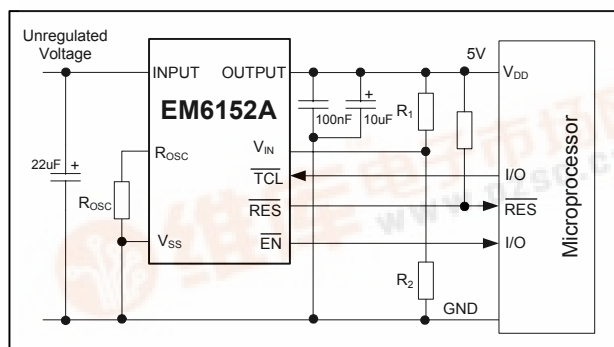 Unregulated
Voltage
5V
INPUT
OUTPUT
VDD
EM6152A
100nF
+
10uF
R1
22uF
+
ROSC
VIN
TCL
I/O
ROSC
RES
RES
VSS
EN
I/O
R2
GND
Microprocessor